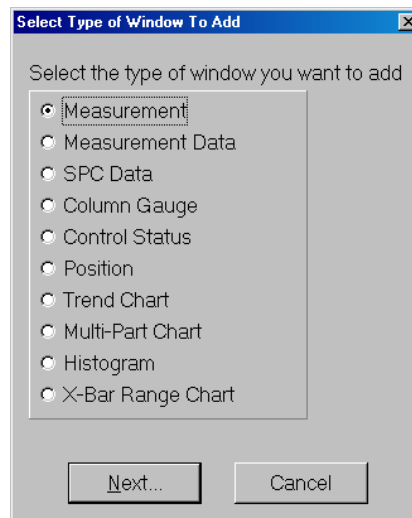 Select Type of Window To Add
Select the type of window you want to add
Measurement
Measurement Data
SPC Data
Column Gauge
Control Status
Position
Trend Chart
Multi-Part Chart
Histogram
X-Bar Range Chart
Next...
Cancel